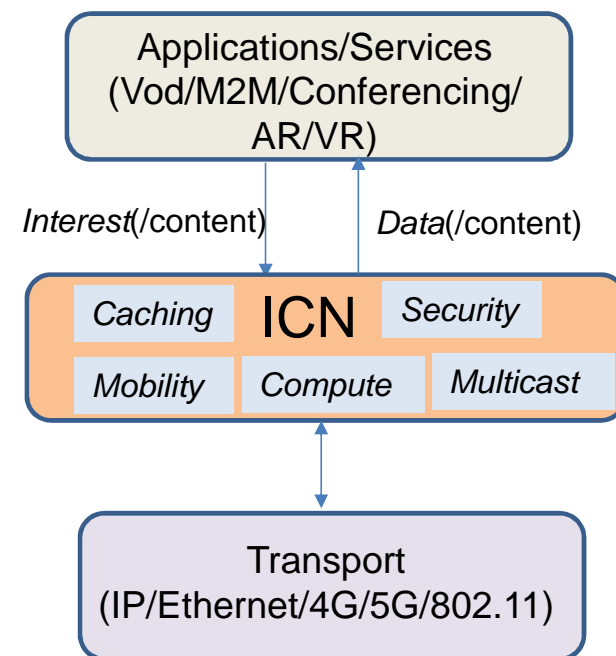 Applications/Services
(Vod/M2M/Conferencing/
AR/VR)
Interest(/content)
Data(/content)
Caching
ICN
Security
Mobility
Compute
Multicast
Transport
(IP/Ethernet/4G/5G/802.11)